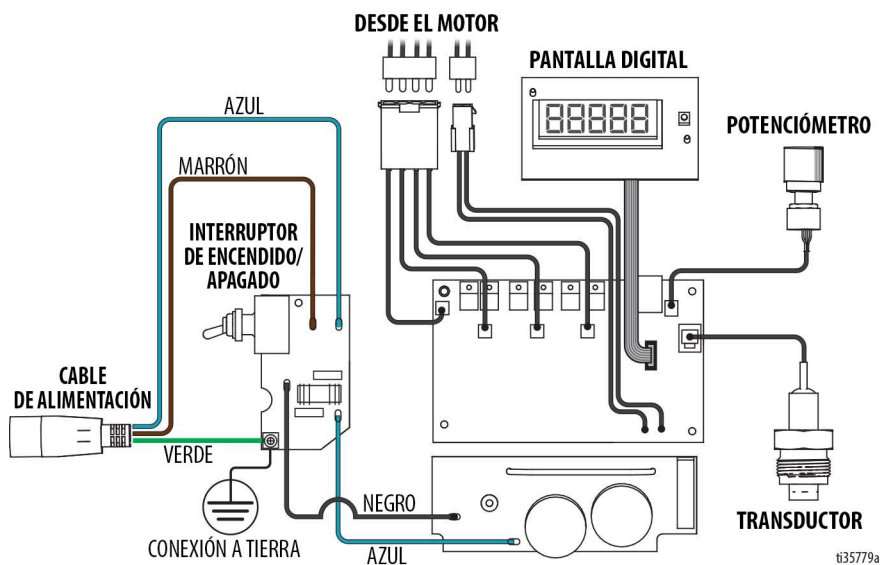 DESDE EL MOTOR
PANTALLA DIGITAL
AZUL
88888
POTENCIÓMETRO
MARRÓN
INTERRUPTOR
DE ENCENDIDO/
APAGADO
CABLE
DE ALIMENTACIÓN
VERDE
NEGRO
CONEXIÓN A TIERRA
AZUL
TRANSDUCTOR
ti35779a